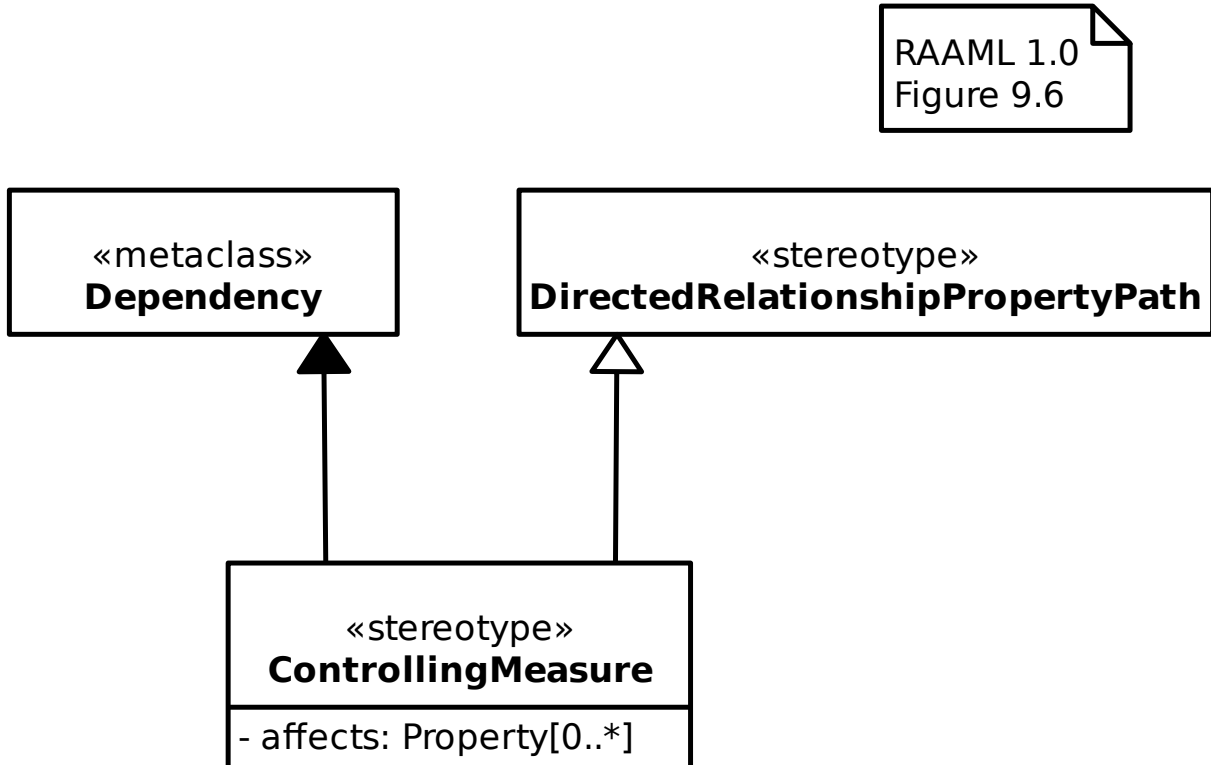 RAAML 1.0
Figure 9.6
«metaclass»
Dependency
«stereotype»
DirectedRelationshipPropertyPath
«stereotype»
ControllingMeasure
- affects: Property[0..*]